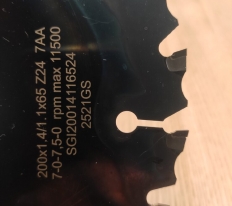 200x1.4/1.1x65 Z24 7AA
7-0-7,5-0 rpm max 11500
SGI20014116524
2521GS